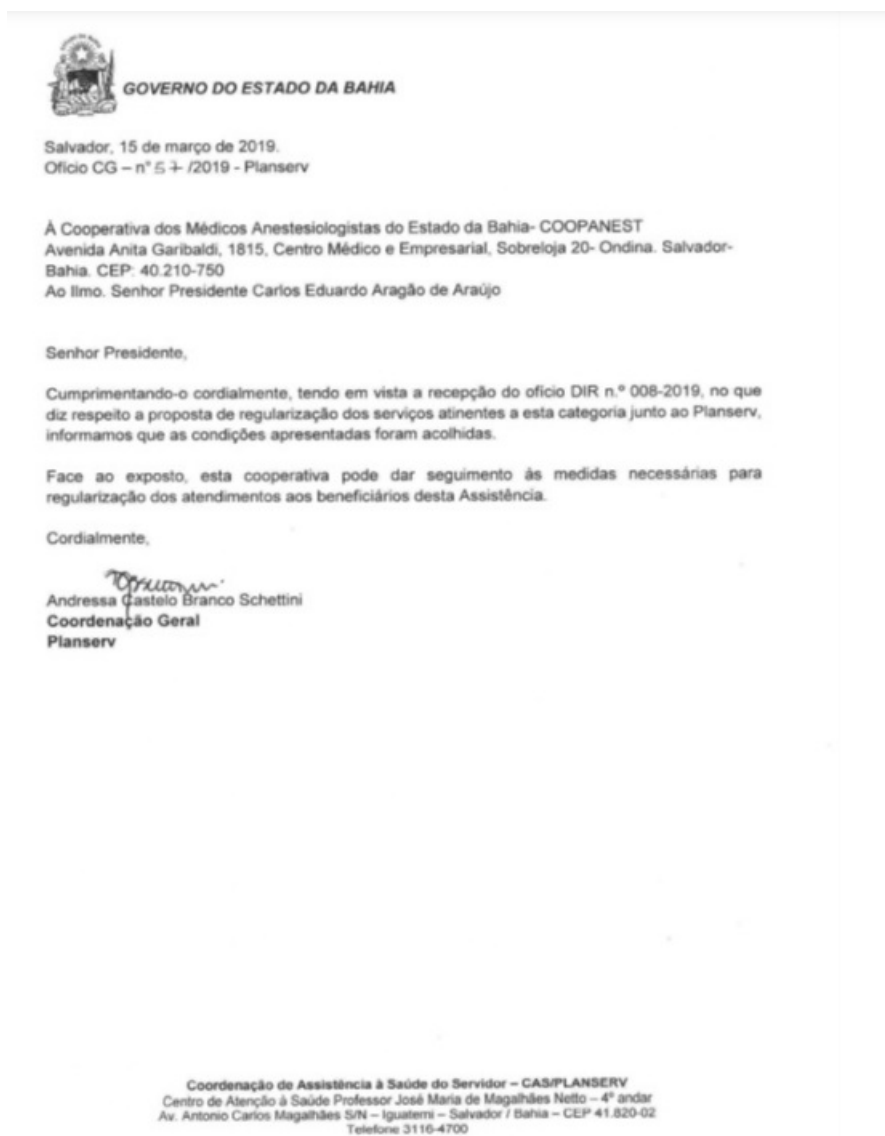 GOVERNO DO ESTADO DA BAHIA
Salvador, 15 de março de 2019.
Ofício CG – n° 57 /2019 - Planserv
À Cooperativa dos Médicos Anestesiologistas do Estado da Bahia- COOPANEST
Avenida Anita Garibaldi, 1815, Centro Médico e Empresarial, Sobreloja 20- Ondina. Salvador-
Bahia. CEP: 40.210-750
Ao Ilmo. Senhor Presidente Carlos Eduardo Aragão de Araújo
Senhor Presidente,
Cumprimentando-o cordialmente, tendo em vista a recepção do ofício DIR n.º 008-2019, no que
diz respeito a proposta de regularização dos serviços atinentes a esta categoria junto ao Planserv,
informamos que as condições apresentadas foram acolhidas.
Face ao exposto, esta cooperativa pode dar seguimento às medidas necessárias para
regularização dos atendimentos aos beneficiários desta Assistência.
Cordialmente,
Andressa Castelo Branco Schettini
Coordenação Geral
Planserv
Coordenação de Assistência à Saúde do Servidor – CAS/PLANSERV
Centro de Atenção à Saúde Professor José Maria de Magalhães Netto – 4º andar
Av. Antonio Carlos Magalhães S/N – Iguatemi – Salvador / Bahia – CEP 41.820-02
Telefone 3116-4700